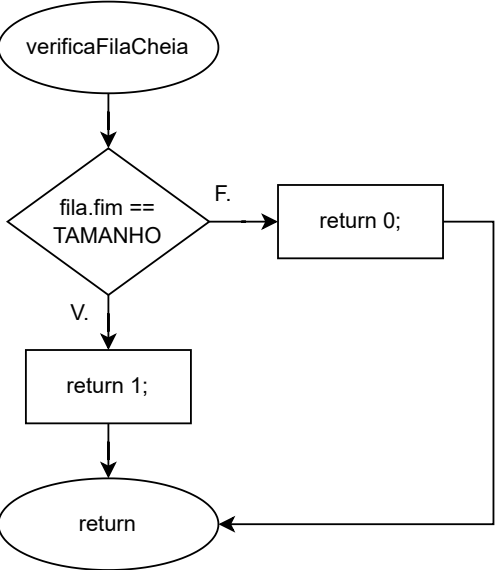 verificaFilaCheia
fila.fim ==
TAMANHO
F.
return 0;
V.
return 1;
return